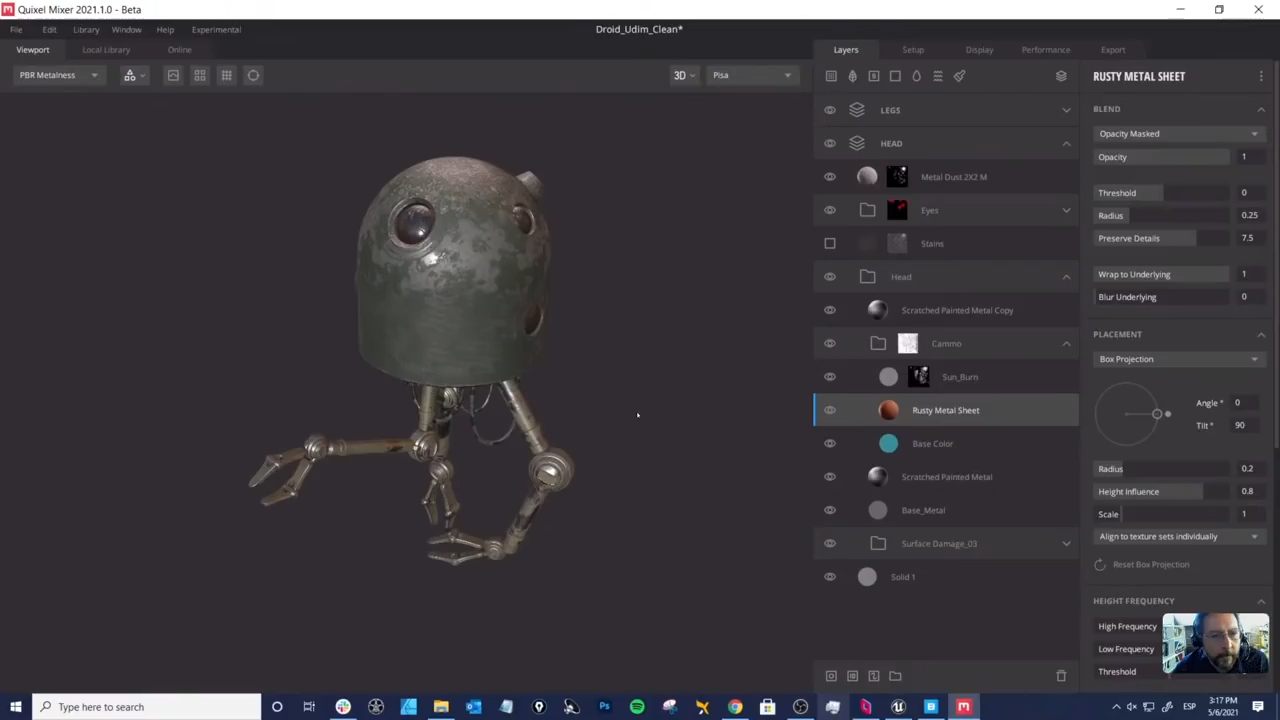 Quixel Mixer 2021.1.0 - Beta
File Edit Library Window Help Experimental
Droid_Udim_Clean*
Viewport Local Library Online
Layers Setup Display Performance Export
PBR Metalness
3D
Pisa
RUSTY METAL SHEET
LEGS
HEAD
Metal Dust 2X2 M
Eyes
Stains
Head
Scratched Painted Metal Copy
Cammo
Sun_Burn
Rusty Metal Sheet
Base Color
Scratched Painted Metal
Base_Metal
Surface Damage_03
Solid 1
BLEND
Opacity Masked
Opacity 1
Threshold 0
Radius 0.25
Preserve Details 7.5
Wrap to Underlying 1
Blur Underlying 0
PLACEMENT
Box Projection
Angle ° 0
Tilt ° 90
Radius 0.2
Height Influence 0.8
Scale 1
Align to texture sets individually
Reset Box Projection
HEIGHT FREQUENCY
High Frequency
Low Frequency
Threshold
Type here to search
ESP
3:17 PM
5/6/2021